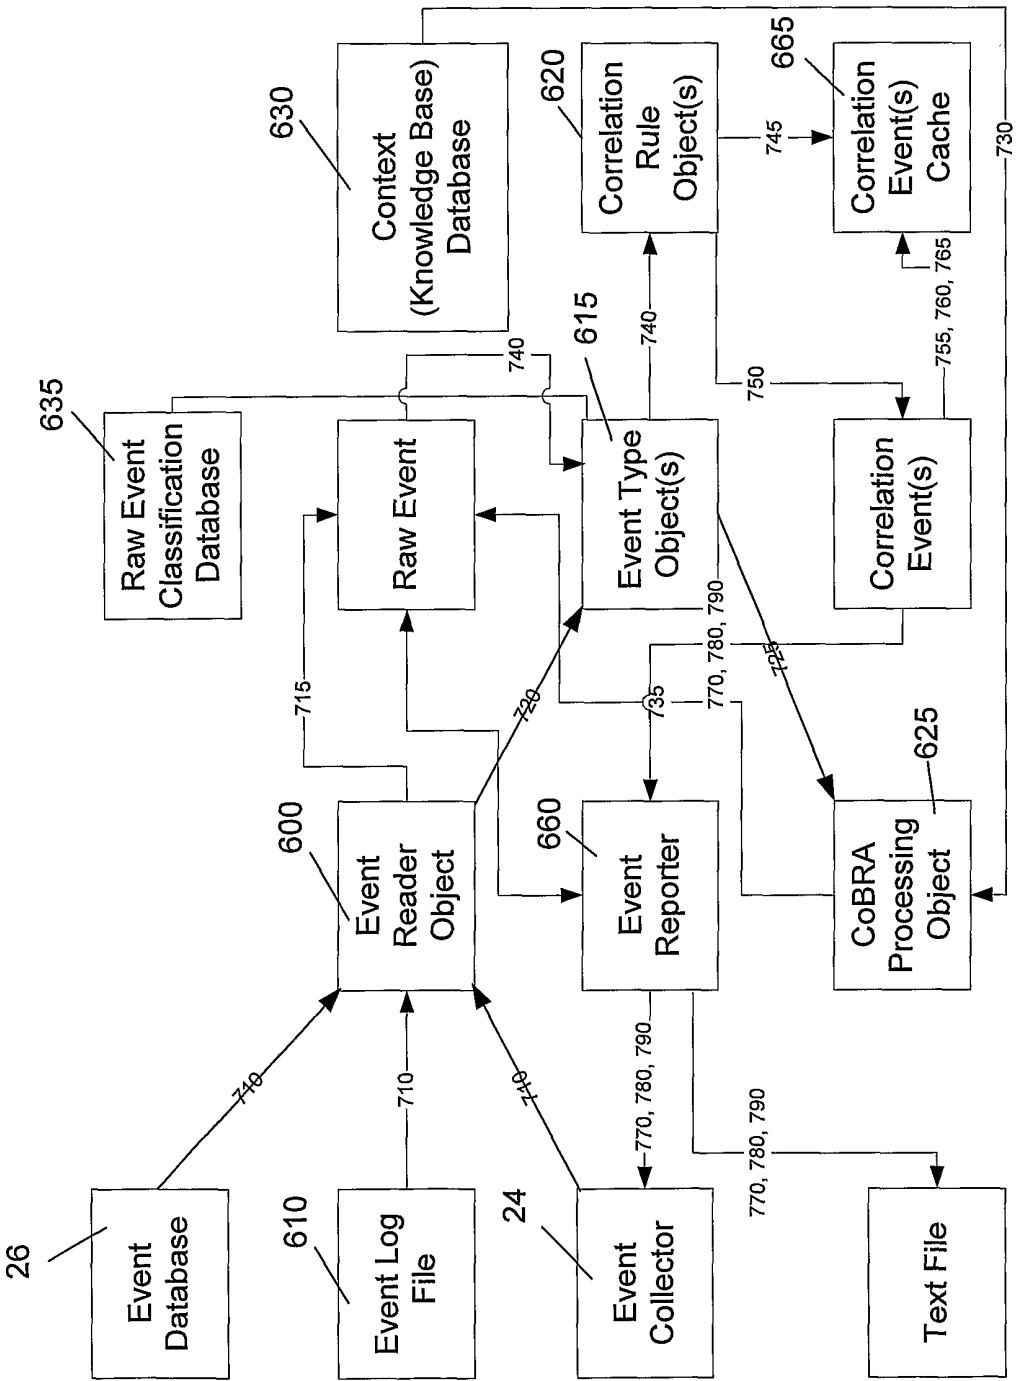 26
Event
Database
635
Raw Event
Classification
Database
710
610
Event Log
File
710
600
Event
Reader
Object
715
Raw Event
630
Context
(Knowledge Base)
Database
740
24
Event
Collector
710
720
770, 780, 790
660
Event
Reporter
735
615
Event Type
Object(s)
740
620
Correlation
Rule
Object(s)
770, 780, 790
770, 780, 790
725
750
745
Text File
CoBRA
Processing
Object
625
Correlation
Event(s)
755, 760, 765
665
Correlation
Event(s)
Cache
730